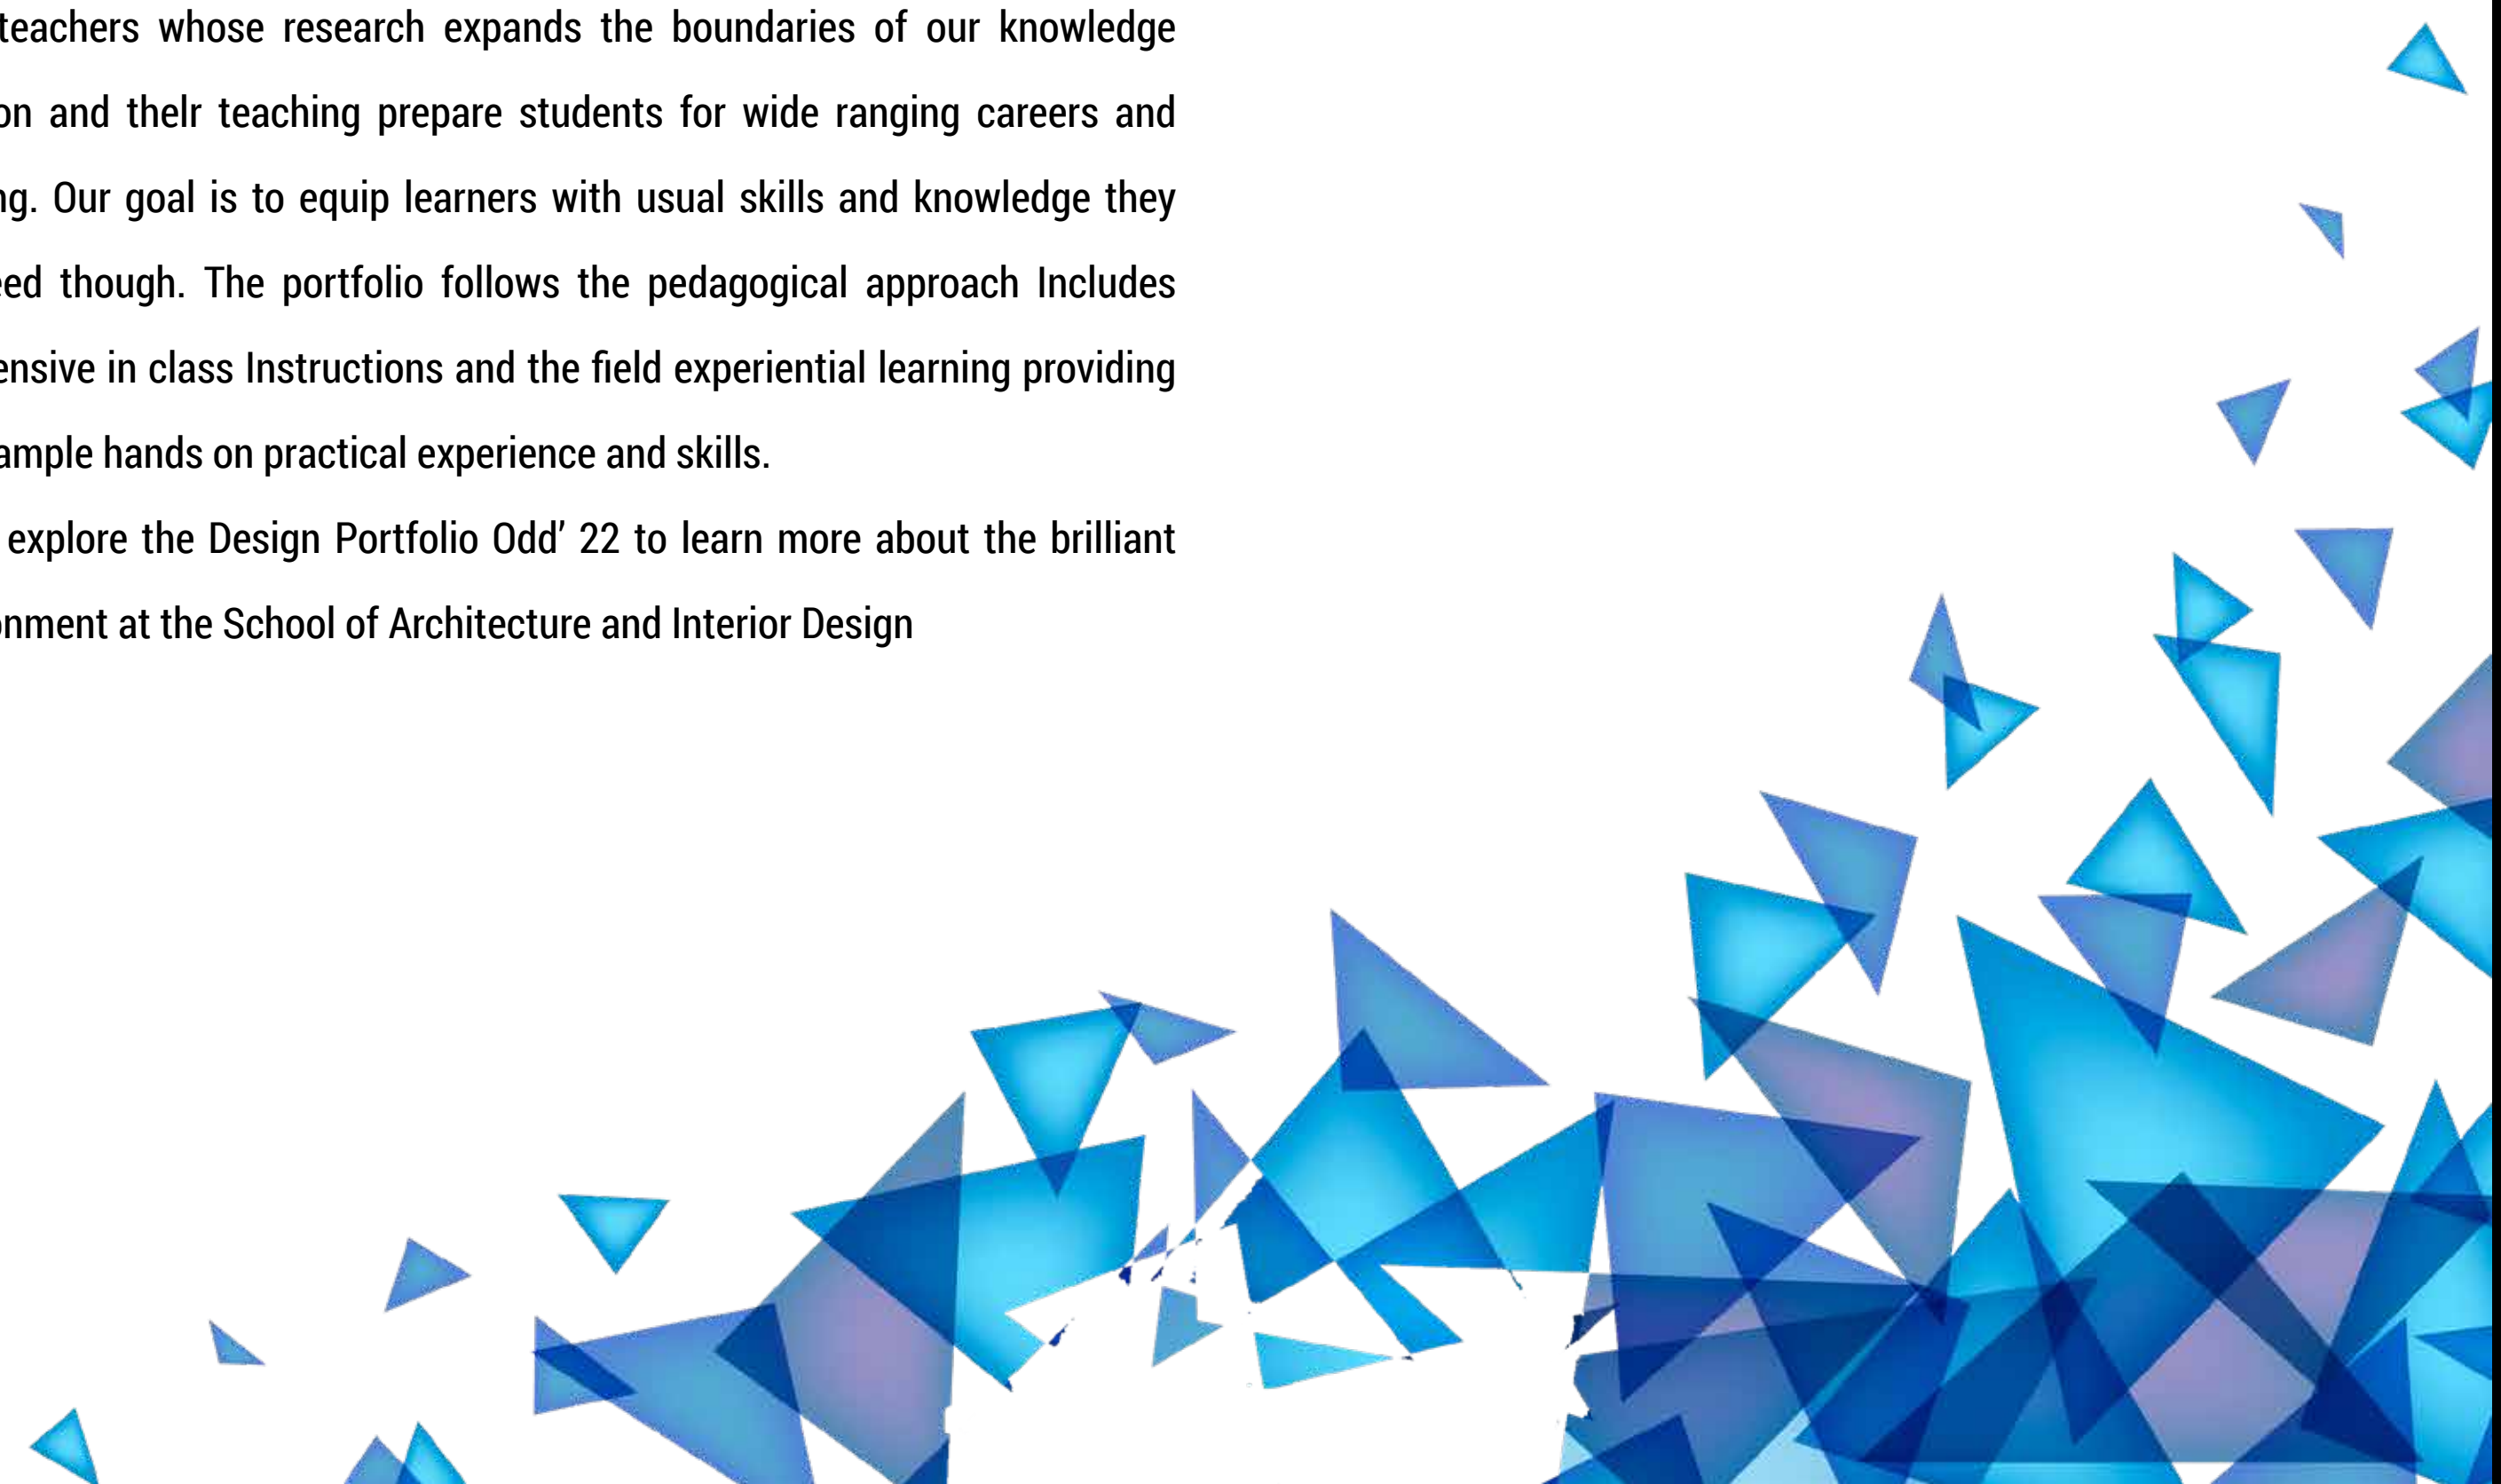 teachers whose research expands the boundaries of our knowledge
on and thelr teaching prepare students for wide ranging careers and
ng. Our goal is to equip learners with usual skills and knowledge they
eed though. The portfolio follows the pedagogical approach Includes
ensive in class Instructions and the field experiential learning providing
ample hands on practical experience and skills.
explore the Design Portfolio Odd’ 22 to learn more about the brilliant
onment at the School of Architecture and Interior Design